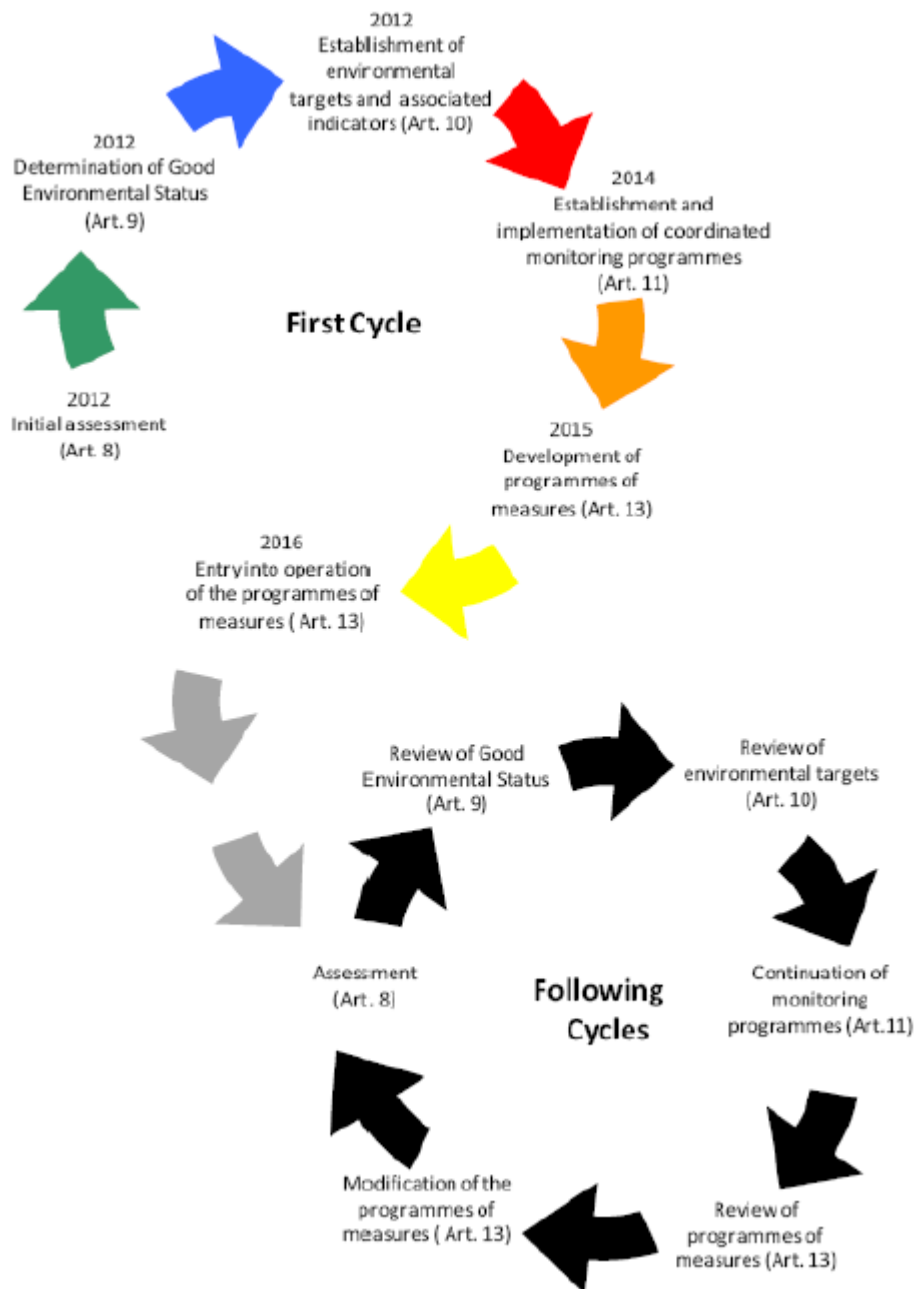 2012
Establishment of
environmental
targets and associated
indicators (Art. 10)
2012
Determination of Good
Environmental Status
(Art. 9)
2014
Establishment and
implementation of coordinated
monitoring programmes
(Art. 11)
First Cycle
2012
Initial assessment
(Art. 8)
2015
Development of
programmes of
measures (Art. 13)
2016
Entry into operation
of the programmes of
measures ( Art. 13)
Review of Good
Environmental Status
(Art. 9)
Review of
environmental targets
(Art. 10)
Assessment
(Art. 8)
Following
Cycles
Continuation of
monitoring
programmes (Art.11)
Modification of the
programmes of
measures ( Art. 13)
Review of
programmes of
measures (Art. 13)